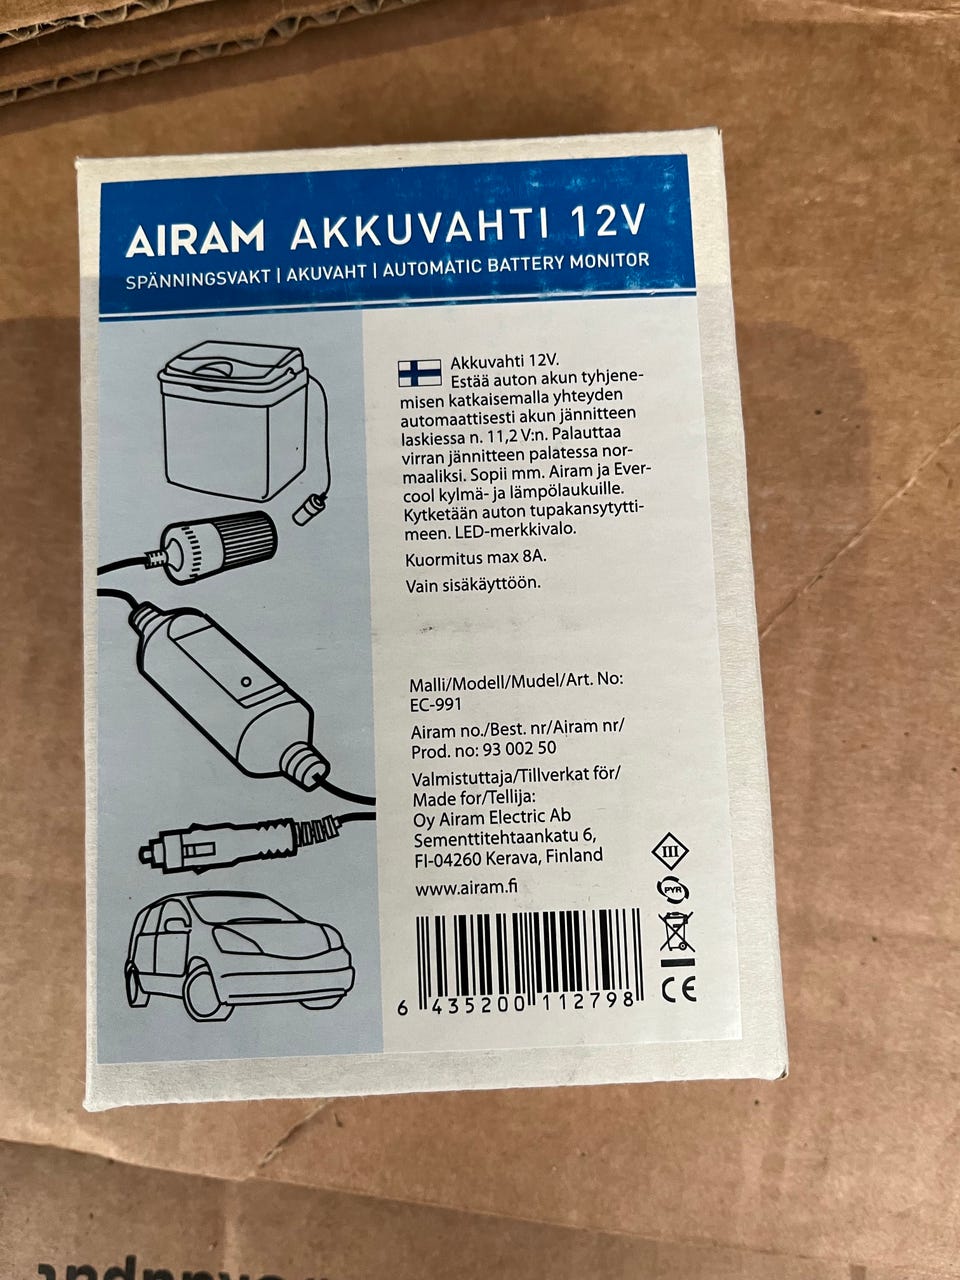 AIRAM AKKUVAHTI 12V
SPÄNNINGSVAKT | AKUVAHT | AUTOMATIC BATTERY MONITOR
Akkuvahti 12V.
Estää auton akun tyhjene-
misen katkaisemalla yhteyden
automaattisesti akun jännitteen
laskiessa n. 11,2 V:n. Palauttaa
virran jännitteen palatessa nor-
maaliksi. Sopii mm. Airam ja Ever-
cool kylmä- ja lämpölaukuille.
Kytketään auton tupakansytytti-
meen. LED-merkkivalo.
Kuormitus max 8A.
Vain sisäkäyttöön.
Malli/Modell/Mudel/Art. No:
EC-991
Airam no./Best. nr/Airam nr/
Prod. no: 93 002 50
Valmistuttaja/Tillverkat för/
Made for/Tellija:
Oy Airam Electric Ab
Sementtitehtaankatu 6,
FI-04260 Kerava, Finland
www.airam.fi
III
PYR
CE
6 435200 112798